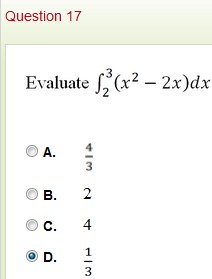 Question 17
Evaluate ∫₂³(x² − 2x)dx
A. 4/3
B. 2
C. 4
D. 1/3